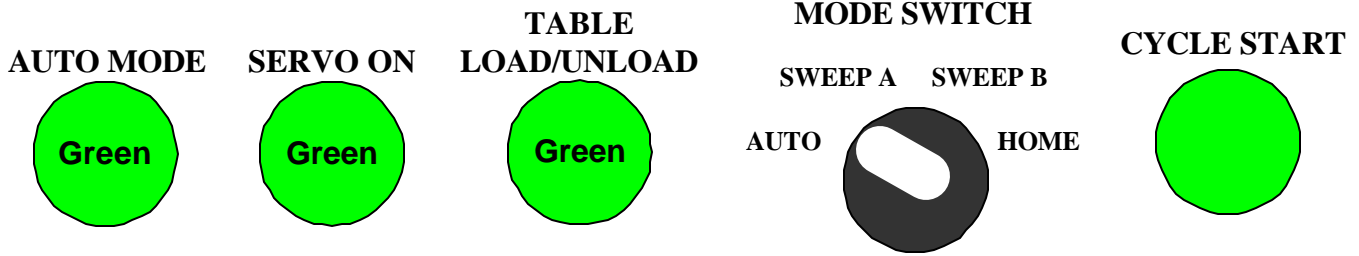 AUTO MODE
Green
SERVO ON
Green
TABLE
LOAD/UNLOAD
Green
MODE SWITCH
SWEEP A SWEEP B
AUTO HOME
CYCLE START